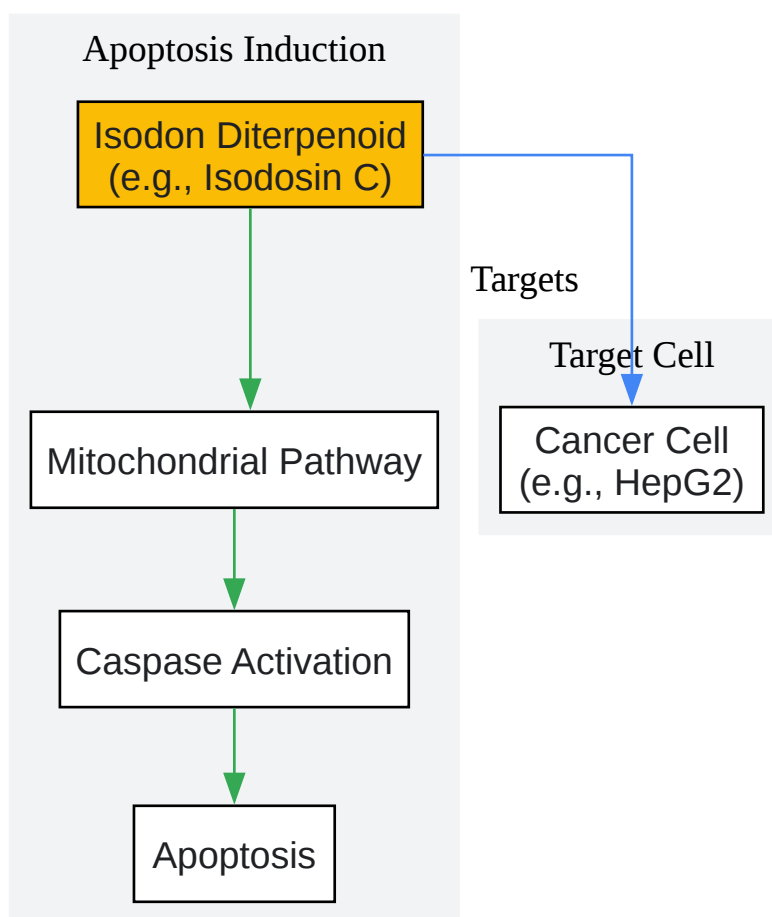 Apoptosis Induction
Isodon Diterpenoid
(e.g., Isodosin C)
Targets
Target Cell
Mitochondrial Pathway
Cancer Cell
(e.g., HepG2)
Caspase Activation
Apoptosis